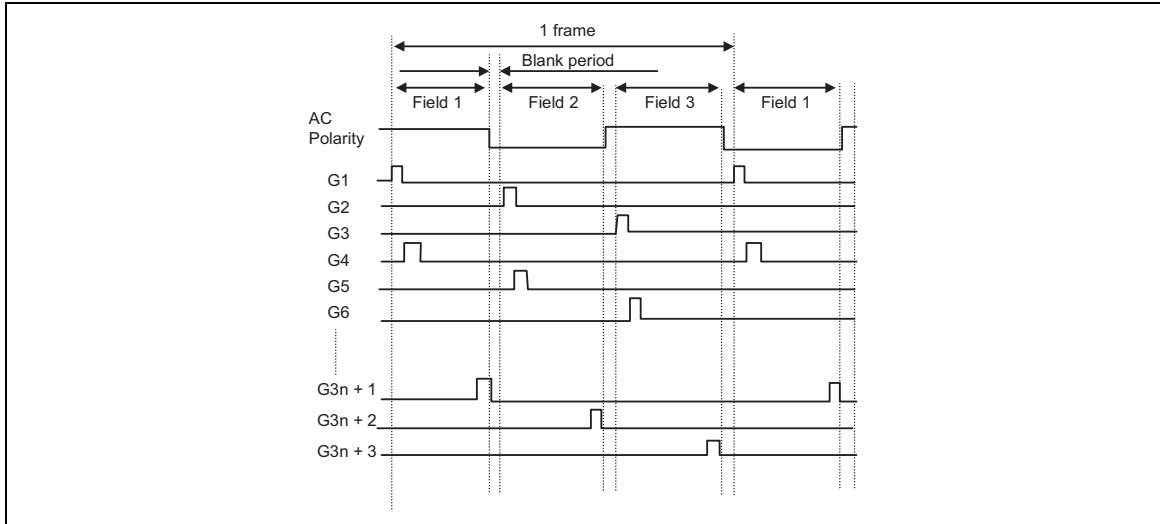 1 frame
Blank period
Field 1
Field 2
Field 3
Field 1
AC
Polarity
G1
G2
G3
G4
G5
G6
G3n + 1
G3n + 2
G3n + 3